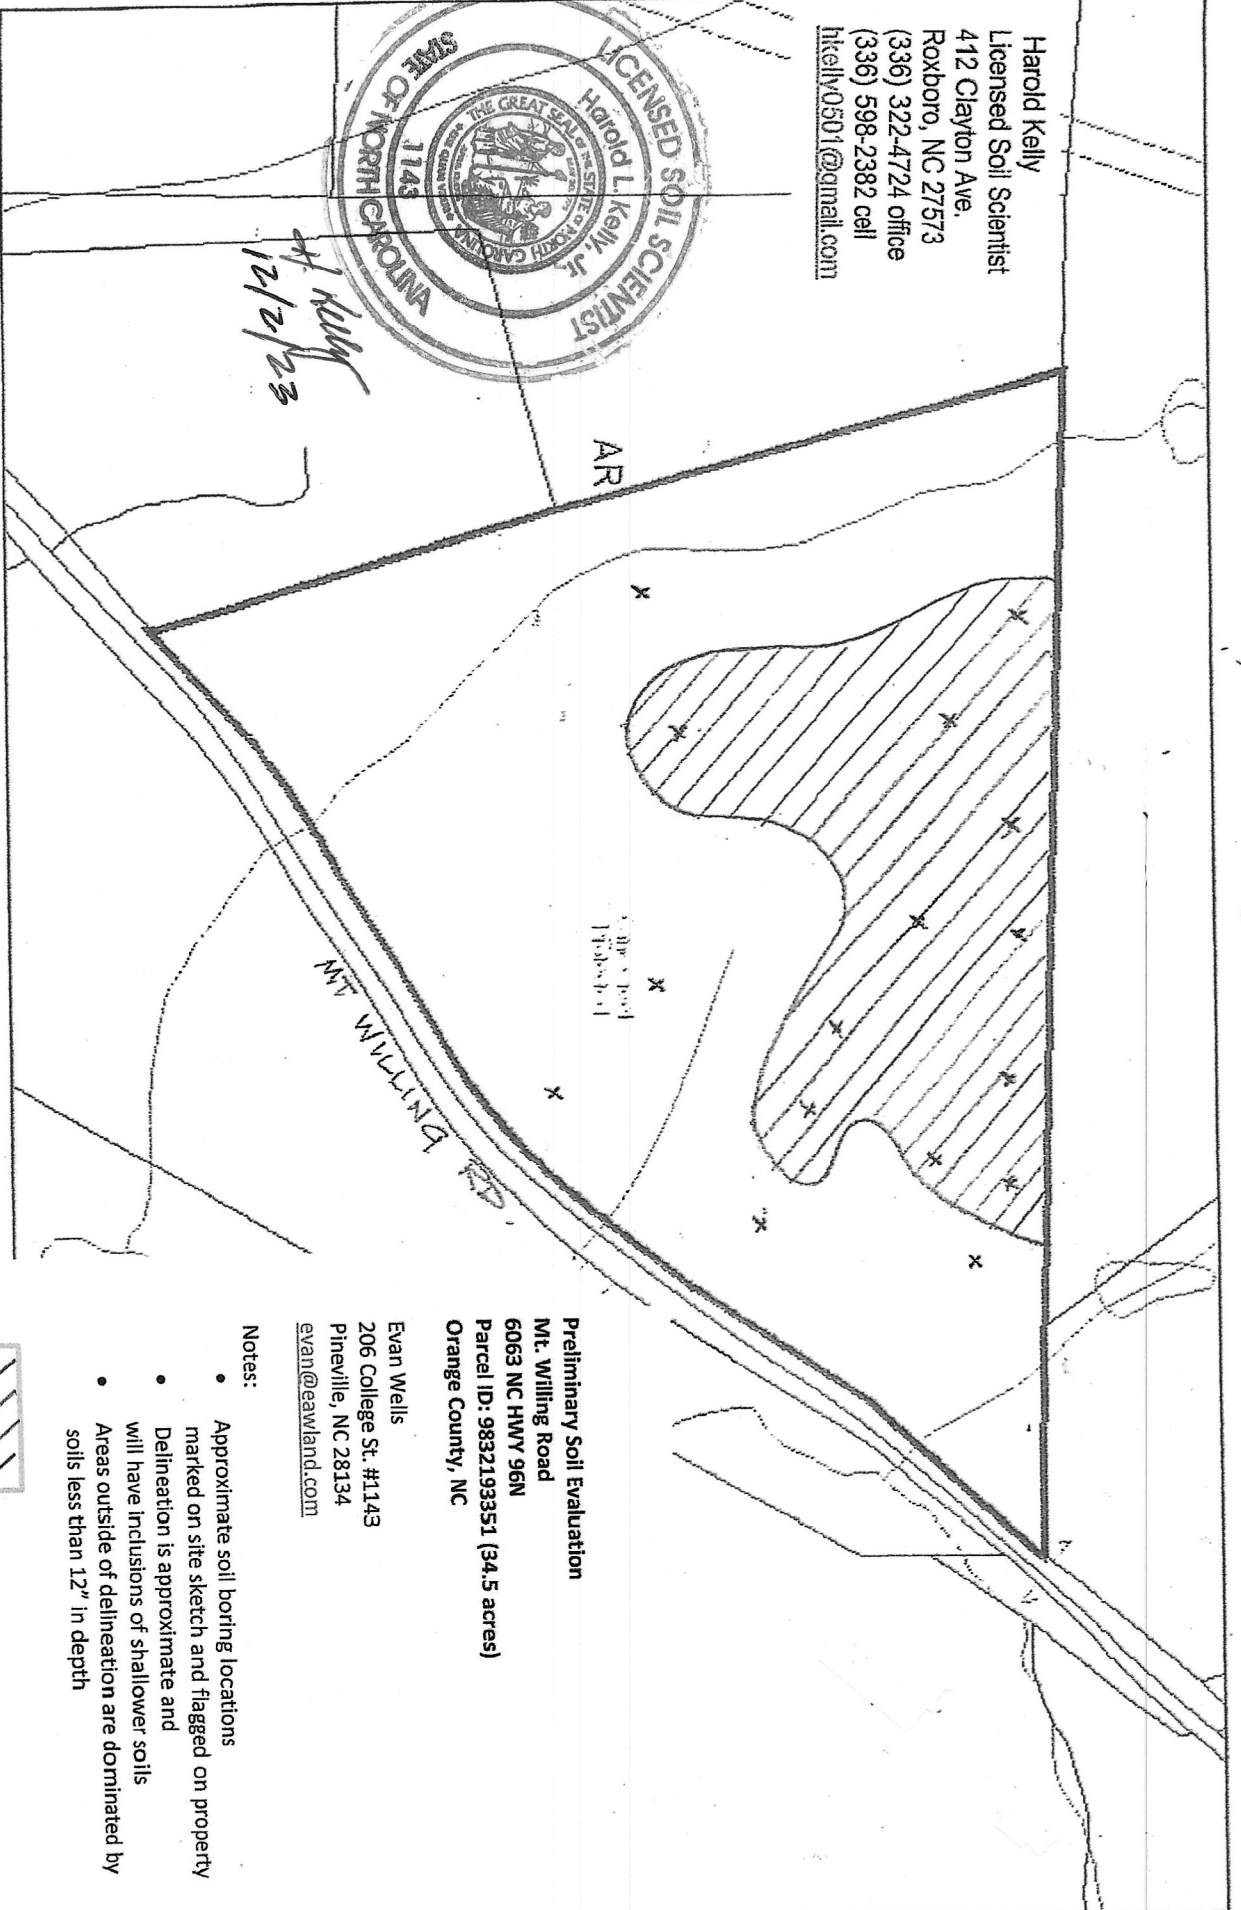 Harold Kelly
Licensed Soil Scientist
412 Clayton Ave.
Roxboro, NC 27573
(336) 322-4724 office
(336) 598-2382 cell
hkelly0501@gmail.com
LICENSED SOIL SCIENTIST
Harold L. Kelly, Jr.
THE GREAT SEAL of the STATE of NORTH CAROLINA
1143
STATE OF NORTH CAROLINA
H. Kelly
12/2/23
AR
MT WILLING RD.
Preliminary Soil Evaluation
Mt. Willing Road
6063 NC HWY 96N
Parcel ID: 9832193351 (34.5 acres)
Orange County, NC
Evan Wells
206 College St. #1143
Pineville, NC 28134
evan@eawland.com
Notes:
• Approximate soil boring locations
marked on site sketch and flagged on property
• Delineation is approximate and
will have inclusions of shallower soils
• Areas outside of delineation are dominated by
soils less than 12" in depth